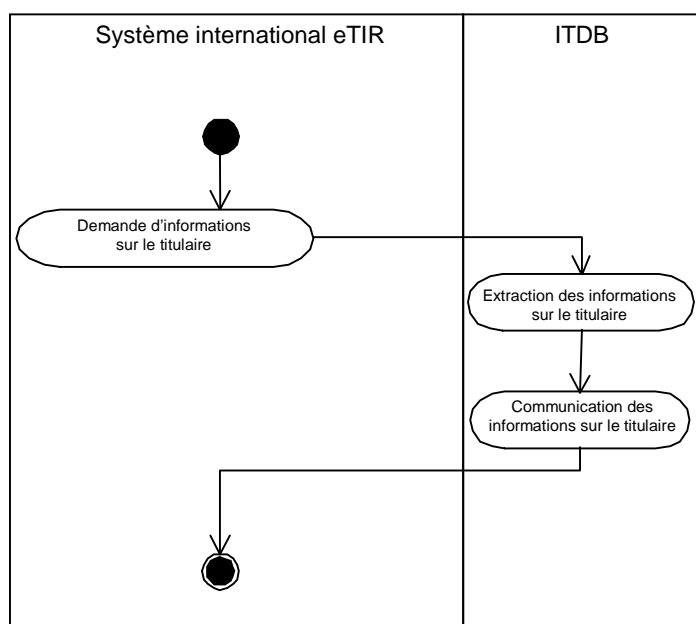 Système international eTIR
ITDB
Demande d'informations
sur le titulaire
Extraction des informations
sur le titulaire
Communication des
informations sur le titulaire